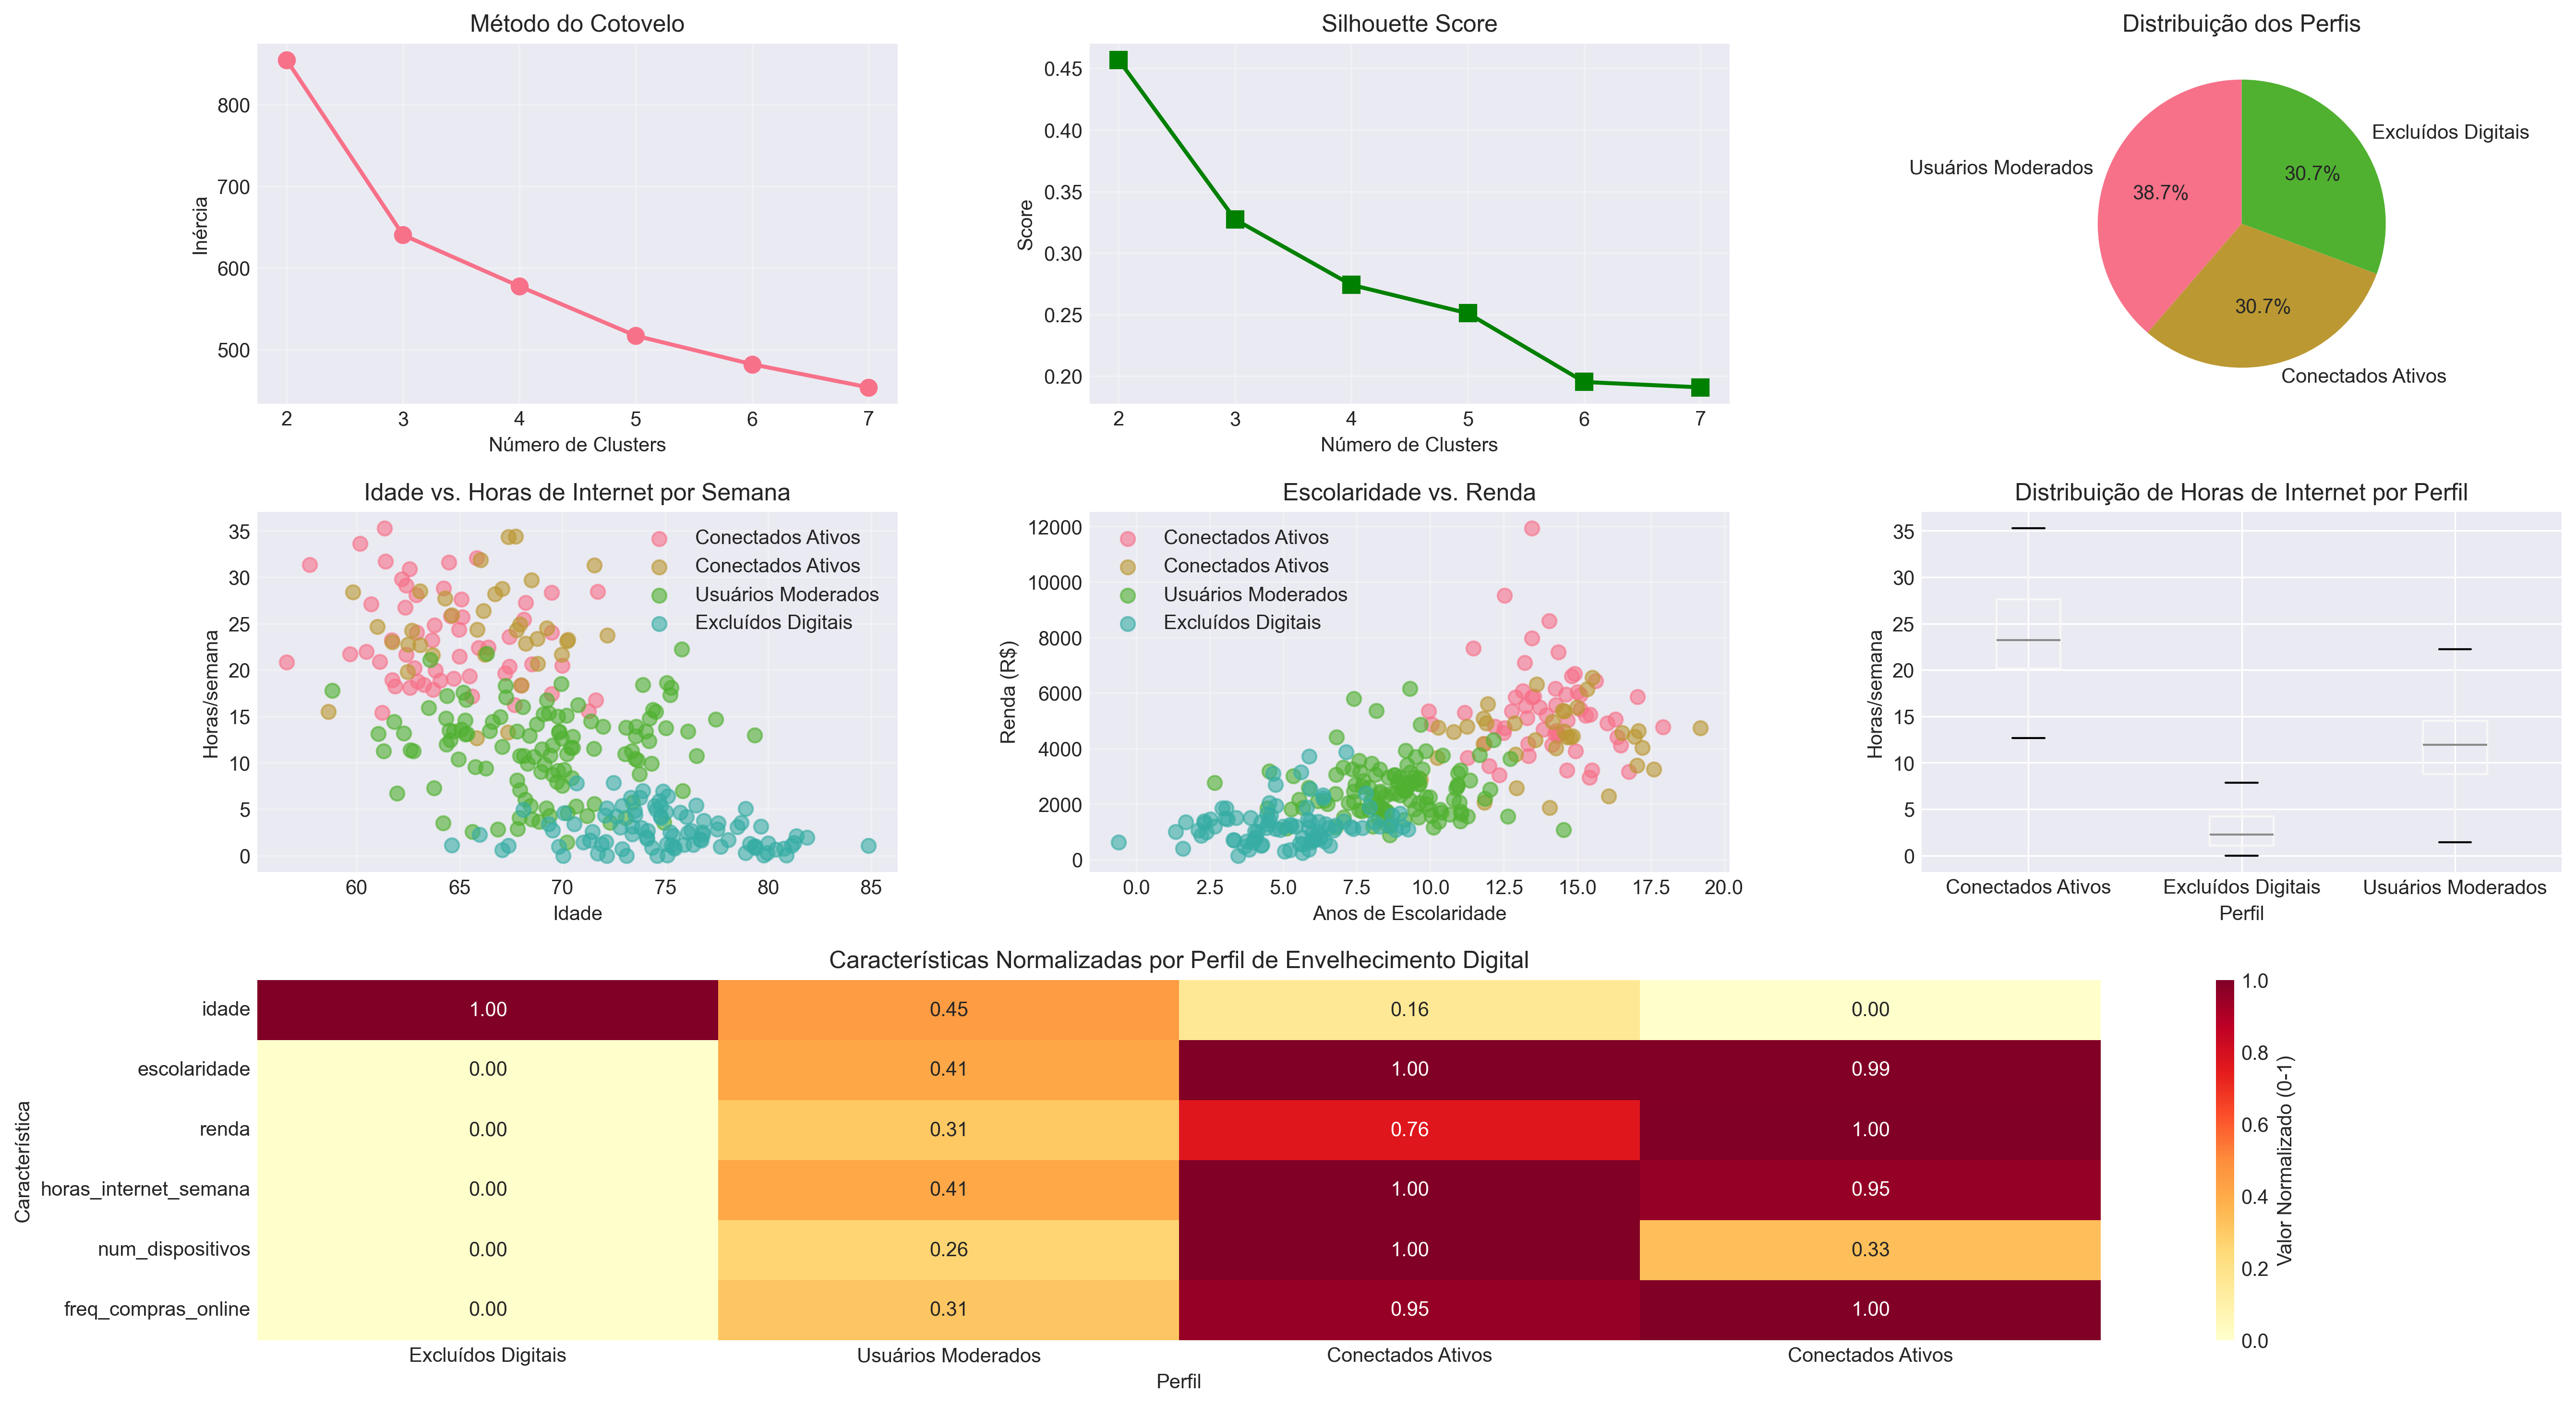 Método do Cotovelo
Inércia
800
700
600
500
2 3 4 5 6 7
Número de Clusters
Silhouette Score
Score
0.45
0.40
0.35
0.30
0.25
0.20
2 3 4 5 6 7
Número de Clusters
Distribuição dos Perfis
Excluídos Digitais
Usuários Moderados
30.7%
38.7%
30.7%
Conectados Ativos
Idade vs. Horas de Internet por Semana
Horas/semana
35
30
25
20
15
10
5
0
Conectados Ativos
Conectados Ativos
Usuários Moderados
Excluídos Digitais
60 65 70 75 80 85
Idade
Escolaridade vs. Renda
Renda (R$)
12000
10000
8000
6000
4000
2000
0
Conectados Ativos
Conectados Ativos
Usuários Moderados
Excluídos Digitais
0.0 2.5 5.0 7.5 10.0 12.5 15.0 17.5 20.0
Anos de Escolaridade
Distribuição de Horas de Internet por Perfil
Horas/semana
35
30
25
20
15
10
5
0
Conectados Ativos Excluídos Digitais Usuários Moderados
Perfil
Características Normalizadas por Perfil de Envelhecimento Digital
Característica
idade 1.00 0.45 0.16 0.00
escolaridade 0.00 0.41 1.00 0.99
renda 0.00 0.31 0.76 1.00
horas_internet_semana 0.00 0.41 1.00 0.95
num_dispositivos 0.00 0.26 1.00 0.33
freq_compras_online 0.00 0.31 0.95 1.00
Excluídos Digitais Usuários Moderados Conectados Ativos Conectados Ativos
Perfil
1.0
0.8
0.6
0.4
0.2
0.0
Valor Normalizado (0-1)